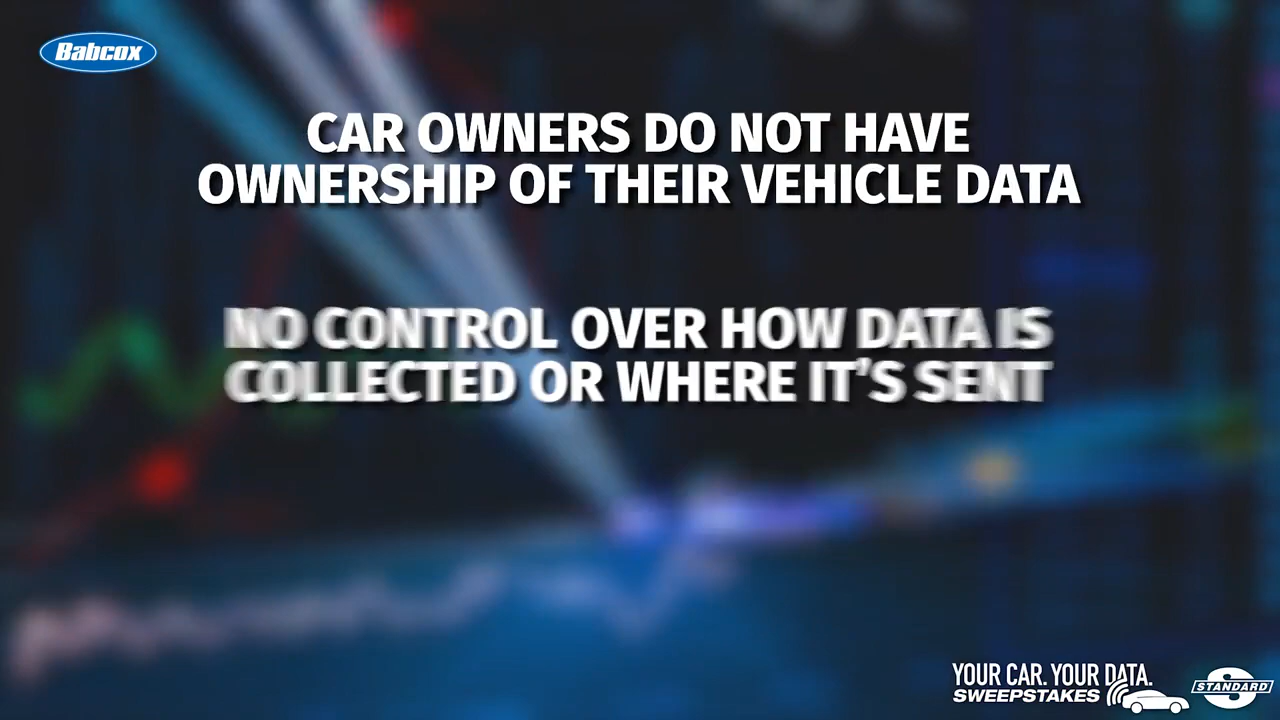 Babcox
CAR OWNERS DO NOT HAVE
OWNERSHIP OF THEIR VEHICLE DATA
NO CONTROL OVER HOW DATA IS
COLLECTED OR WHERE IT'S SENT
YOUR CAR. YOUR DATA.
SWEEPSTAKES
S
STANDARD